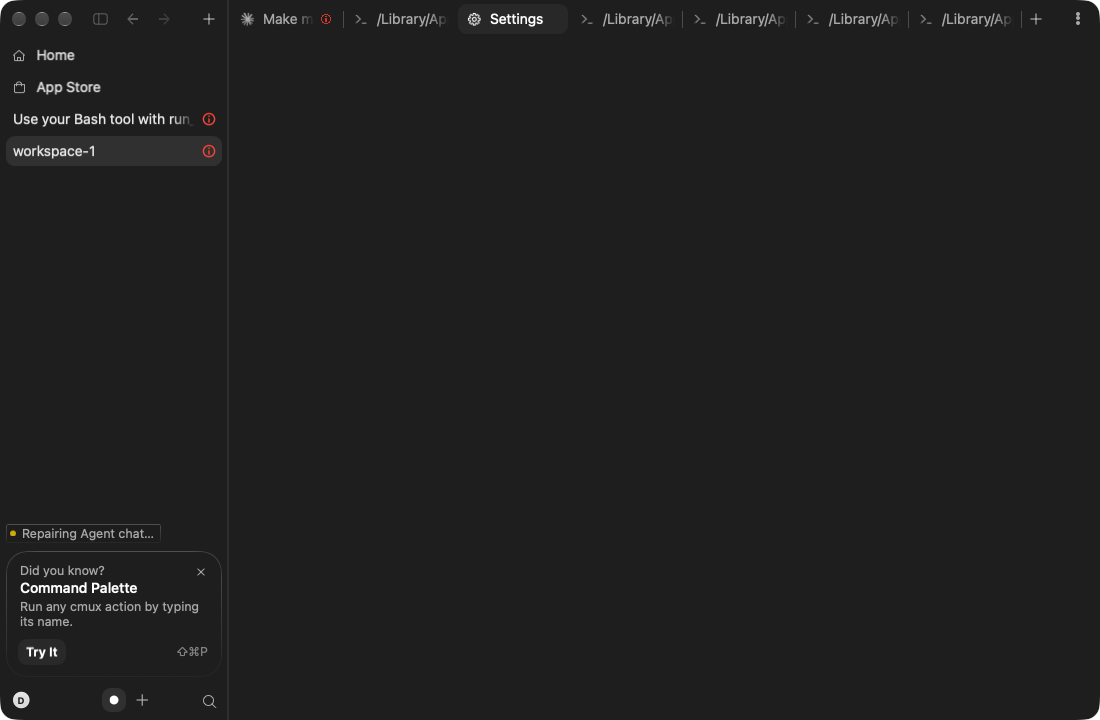 Make m
/Library/Ap
Settings
/Library/Ap
/Library/Ap
/Library/Ap
/Library/Ap
Home
App Store
Use your Bash tool with run_
workspace-1
Repairing Agent chat...
Did you know?
Command Palette
Run any cmux action by typing
its name.
Try It
⇧⌘P
D